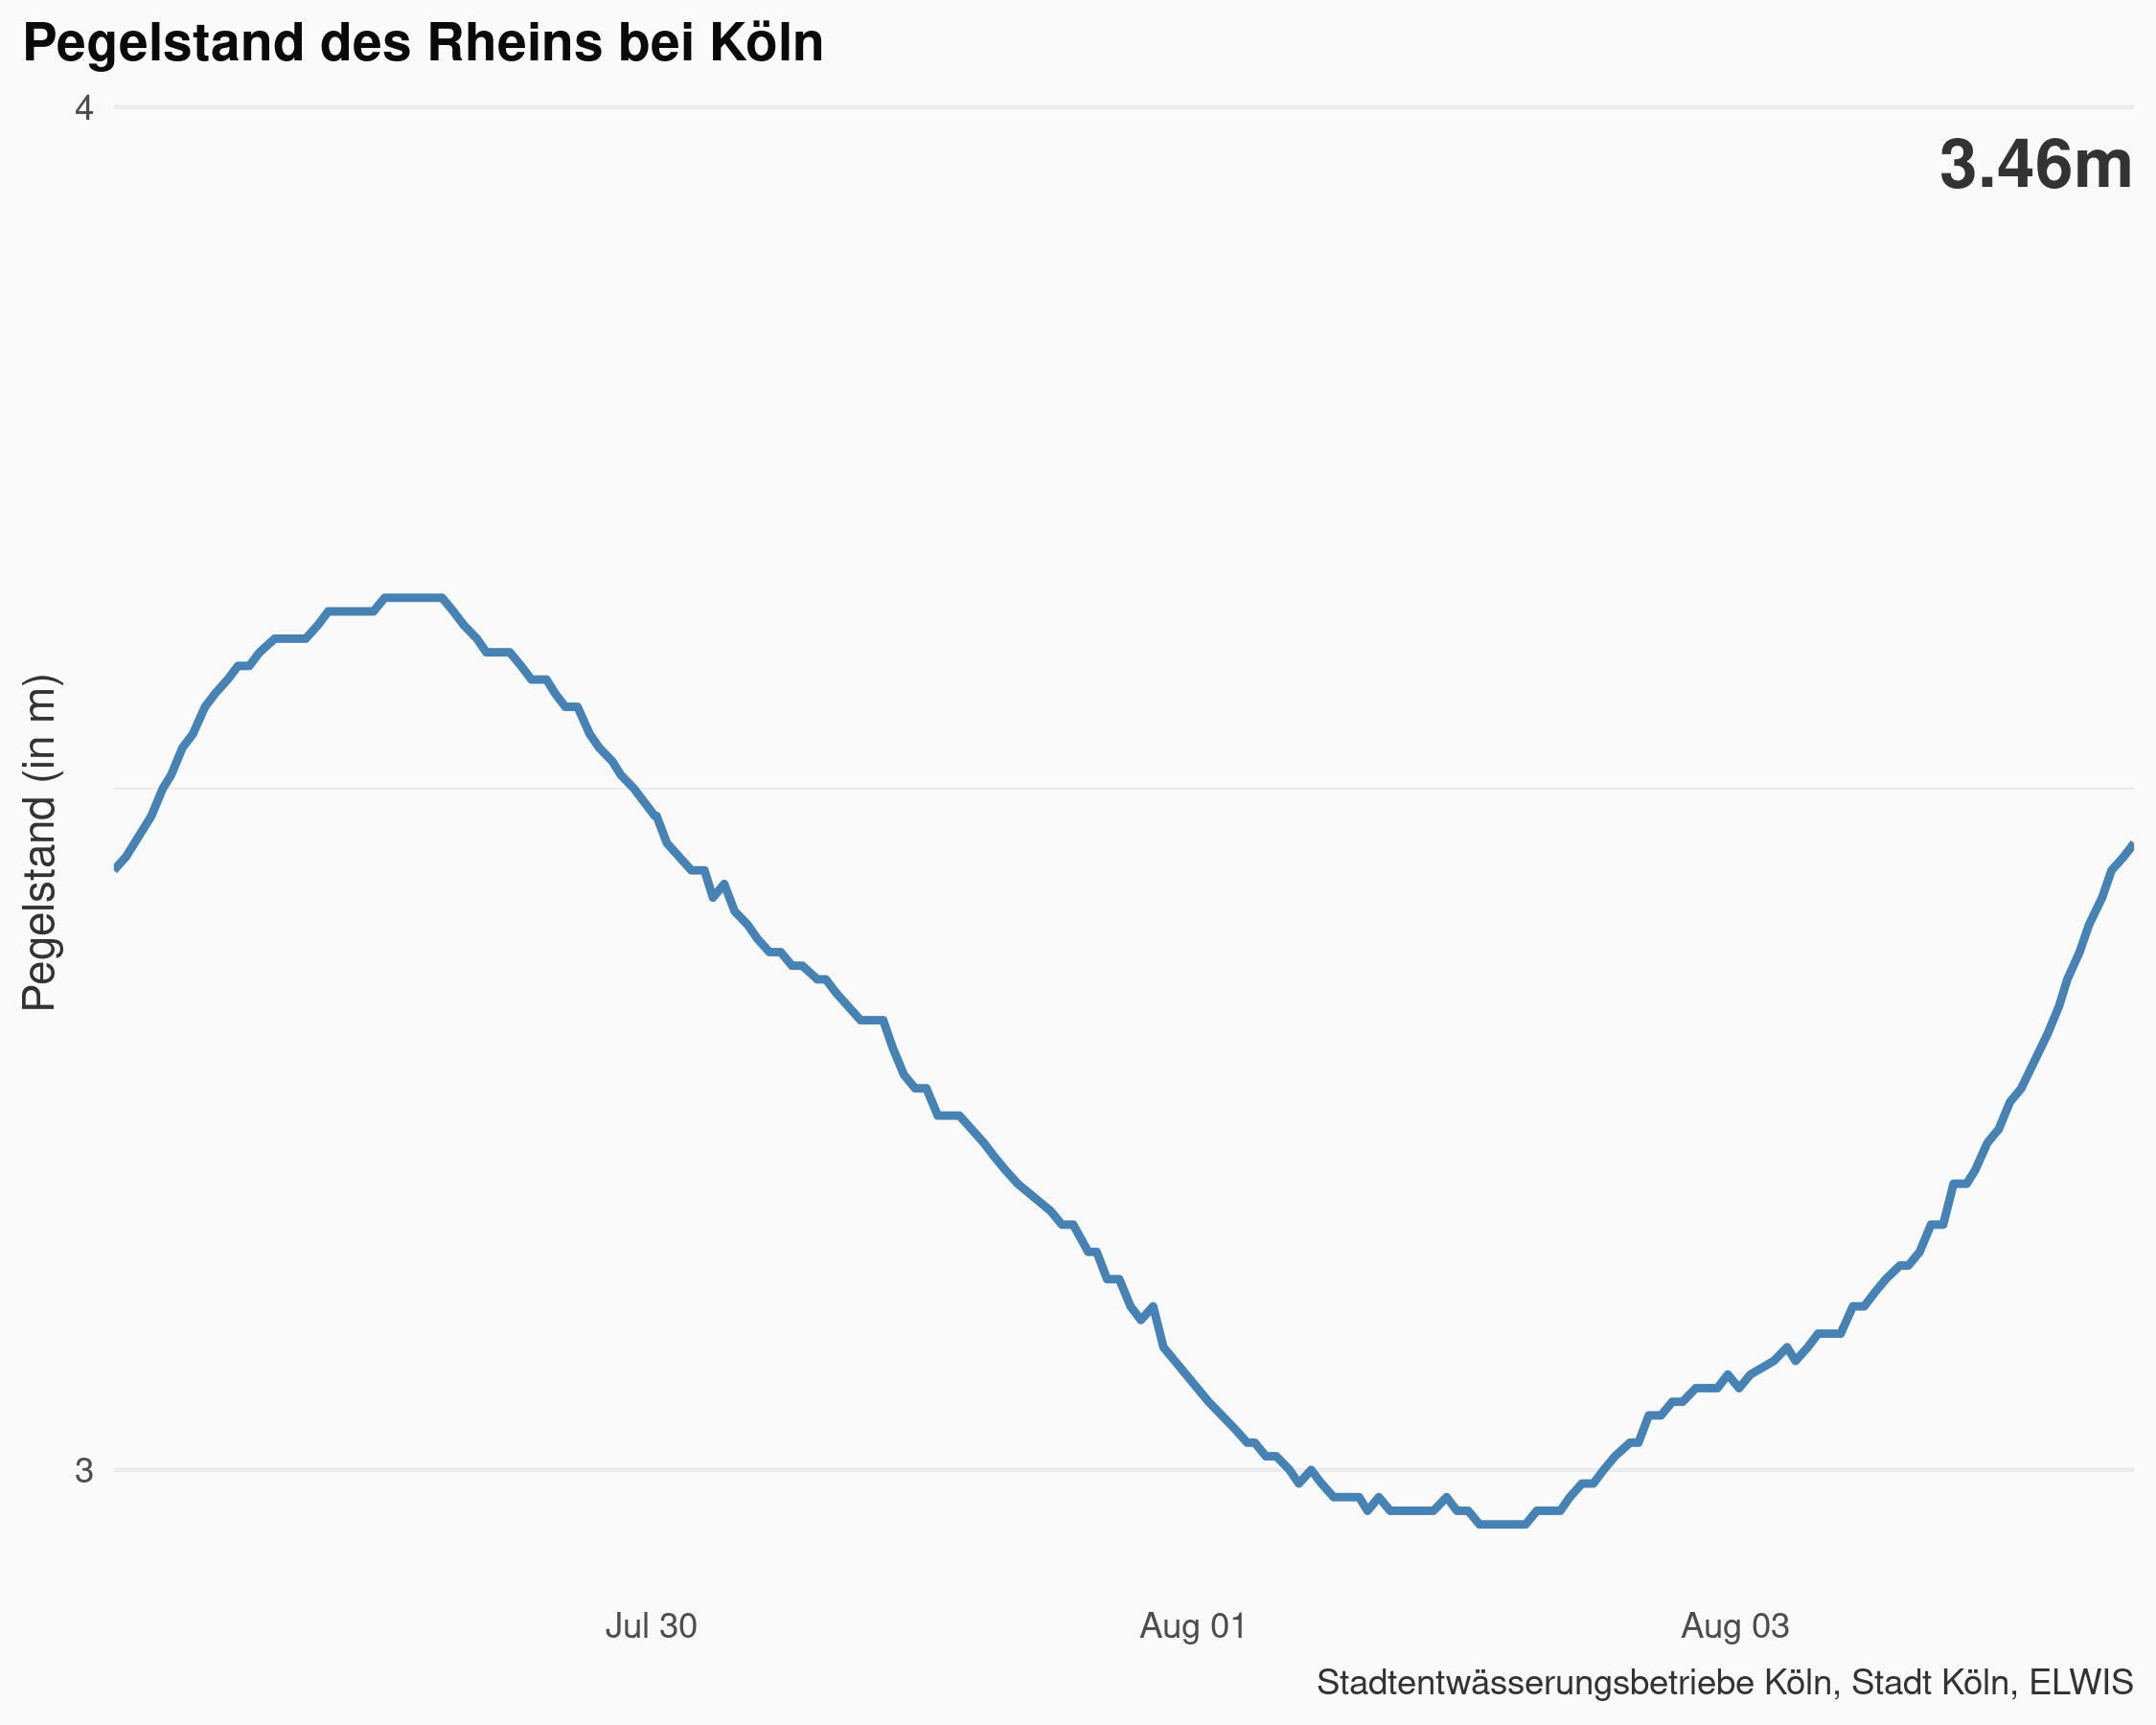 Pegelstand des Rheins bei Köln
4
3.46m
Pegelstand (in m)
3
Jul 30
Aug 01
Aug 03
Stadtentwässerungsbetriebe Köln, Stadt Köln, ELWIS